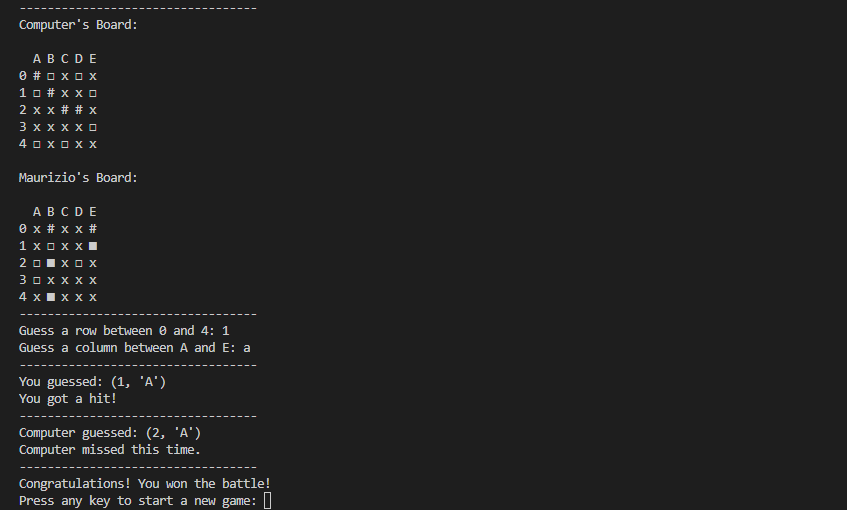 ----------------------------------
Computer's Board:
A B C D E
0 # □ x □ x
1 □ # x x □
2 x x # # x
3 x x x x □
4 □ x □ x x
Maurizio's Board:
A B C D E
0 x # x x #
1 x □ x x ■
2 □ ■ x □ x
3 □ x x x x
4 x ■ x x x
----------------------------------
Guess a row between 0 and 4: 1
Guess a column between A and E: a
----------------------------------
You guessed: (1, 'A')
You got a hit!
----------------------------------
Computer guessed: (2, 'A')
Computer missed this time.
----------------------------------
Congratulations! You won the battle!
Press any key to start a new game: